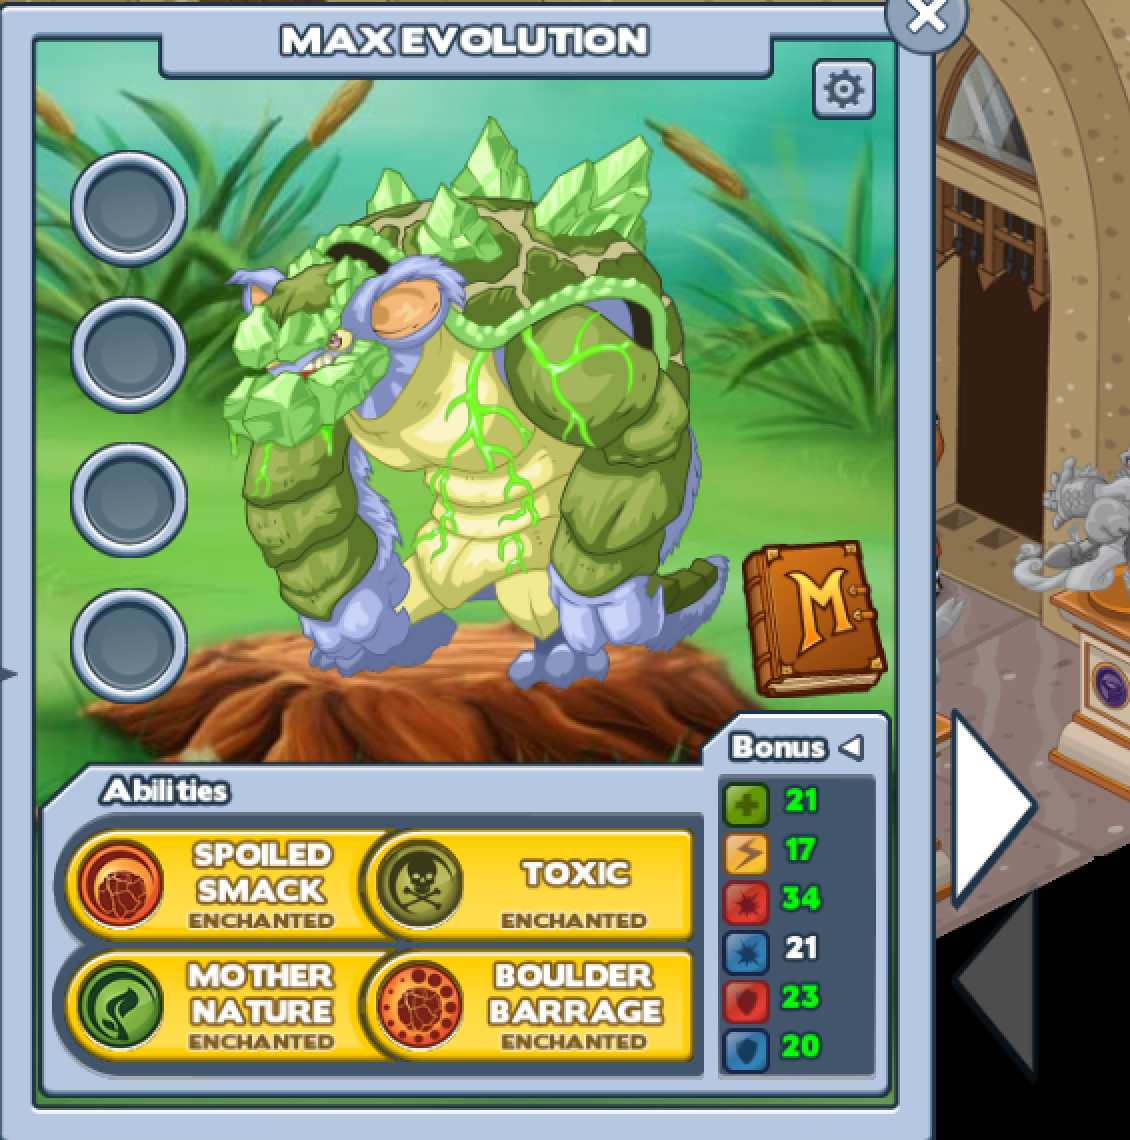 MAX EVOLUTION
M
Bonus
Abilities
21
17
34
21
23
20
SPOILED
SMACK
ENCHANTED
TOXIC
ENCHANTED
MOTHER
NATURE
ENCHANTED
BOULDER
BARRAGE
ENCHANTED